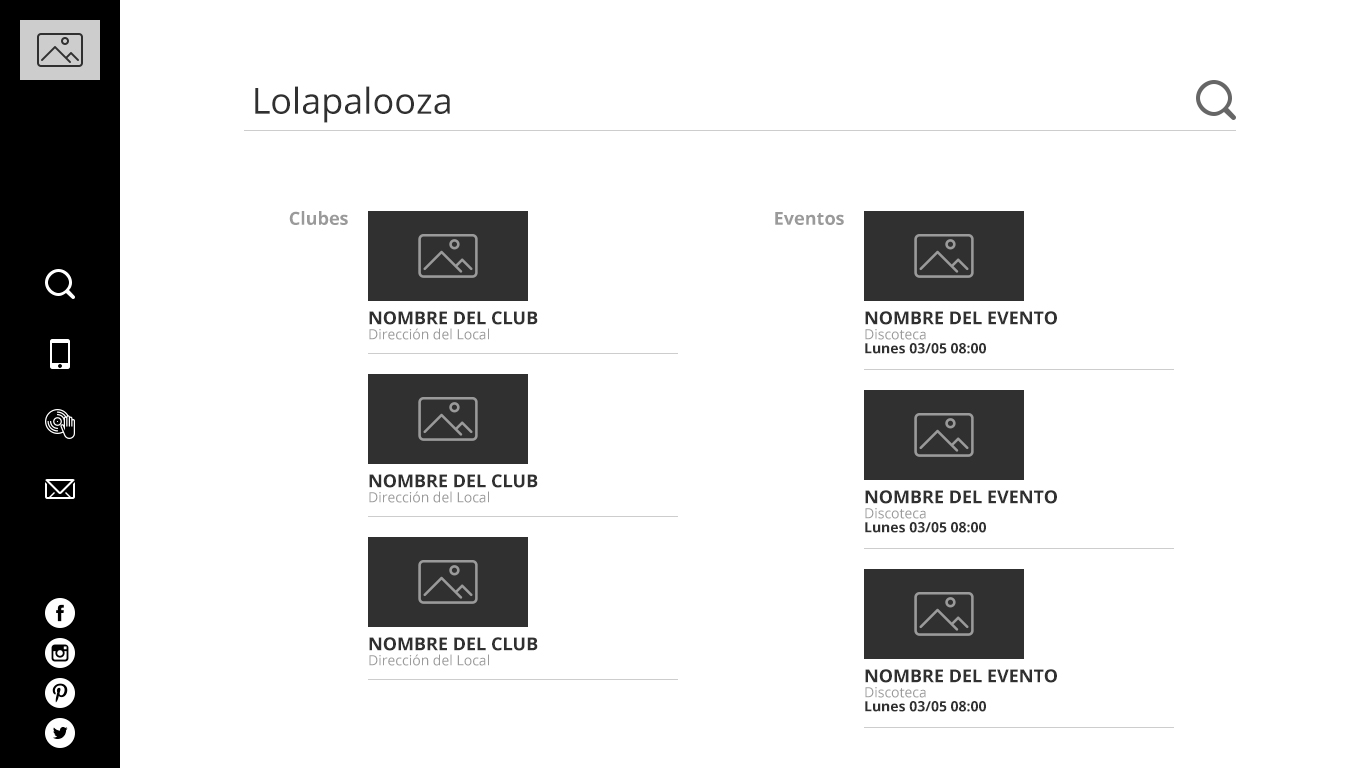 Lolapalooza
Clubes
NOMBRE DEL CLUB
Dirección del Local
NOMBRE DEL CLUB
Dirección del Local
NOMBRE DEL CLUB
Dirección del Local
Eventos
NOMBRE DEL EVENTO
Discoteca
Lunes 03/05 08:00
NOMBRE DEL EVENTO
Discoteca
Lunes 03/05 08:00
NOMBRE DEL EVENTO
Discoteca
Lunes 03/05 08:00